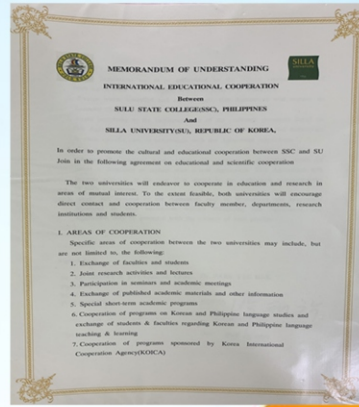 SILLA
MEMORANDUM OF UNDERSTANDING
INTERNATIONAL EDUCATIONAL COOPERATION
Between
SULU STATE COLLEGE(SSC), PHILIPPINES
And
SILLA UNIVERSITY(SU), REPUBLIC OF KOREA,
In order to promote the cultural and educational cooperation between SSC and SU
Join in the following agreement on educational and scientific cooperation
The two universities will endeavor to cooperate in education and research in
areas of mutual interest. To the extent feasible, both universities will encourage
direct contact and cooperation between faculty member, departments, research
institutions and students.
I. AREAS OF COOPERATION
Specific areas of cooperation between the two universities may include, but
are not limited to, the following:
1. Exchange of faculties and students
2. Joint research activities and lectures
3. Participation in seminars and academic meetings
4. Exchange of published academic materials and other information
5. Special short-term academic programs
6. Cooperation of programs on Korean and Philippine language studies and
exchange of students & faculties regarding Korean and Philippine language
teaching & learning
7. Cooperation of programs sponsored by Korea International
Cooperation Agency(KOICA)